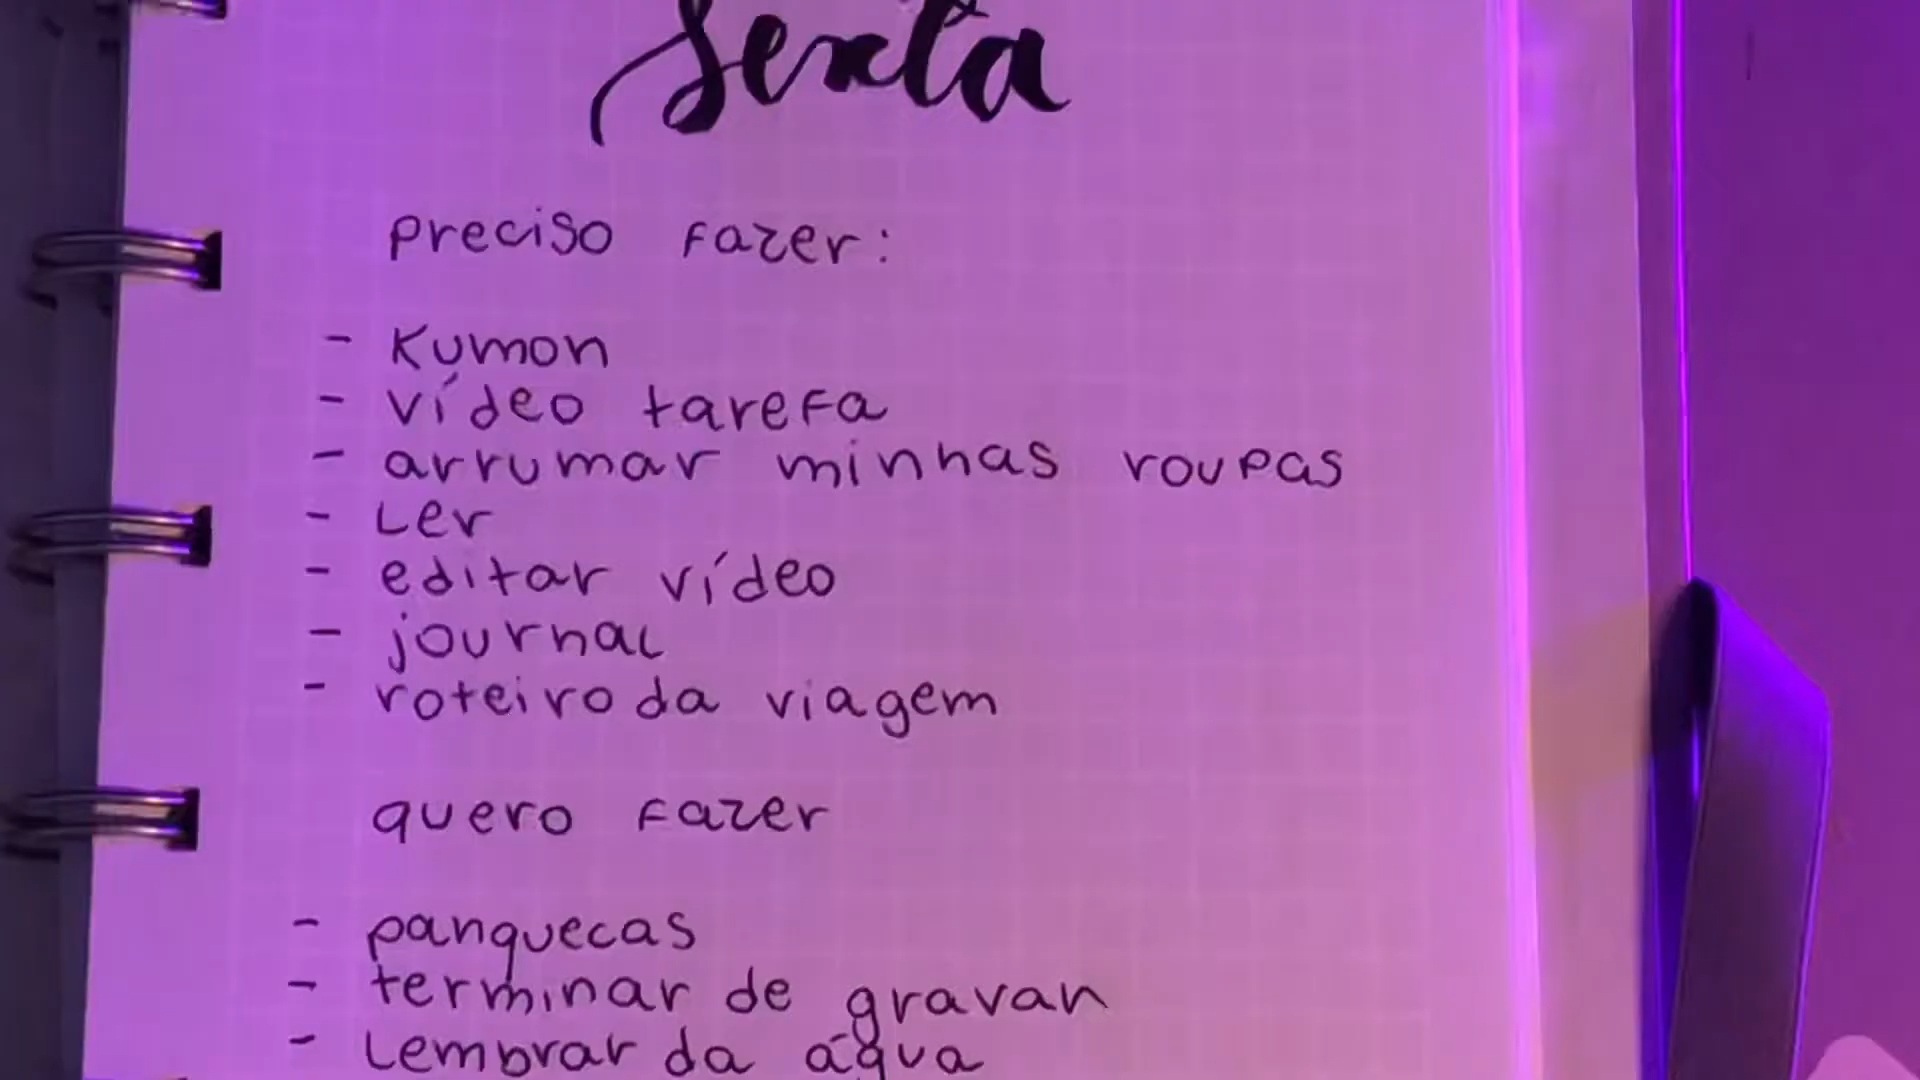 Sexta
preciso fazer:
- Kumon
- vídeo tarefa
- arrumar minhas roupas
- Ler
- editar vídeo
- journal
- roteiro da viagem
quero fazer
- panquecas
- terminar de gravar
- Lembrar da água